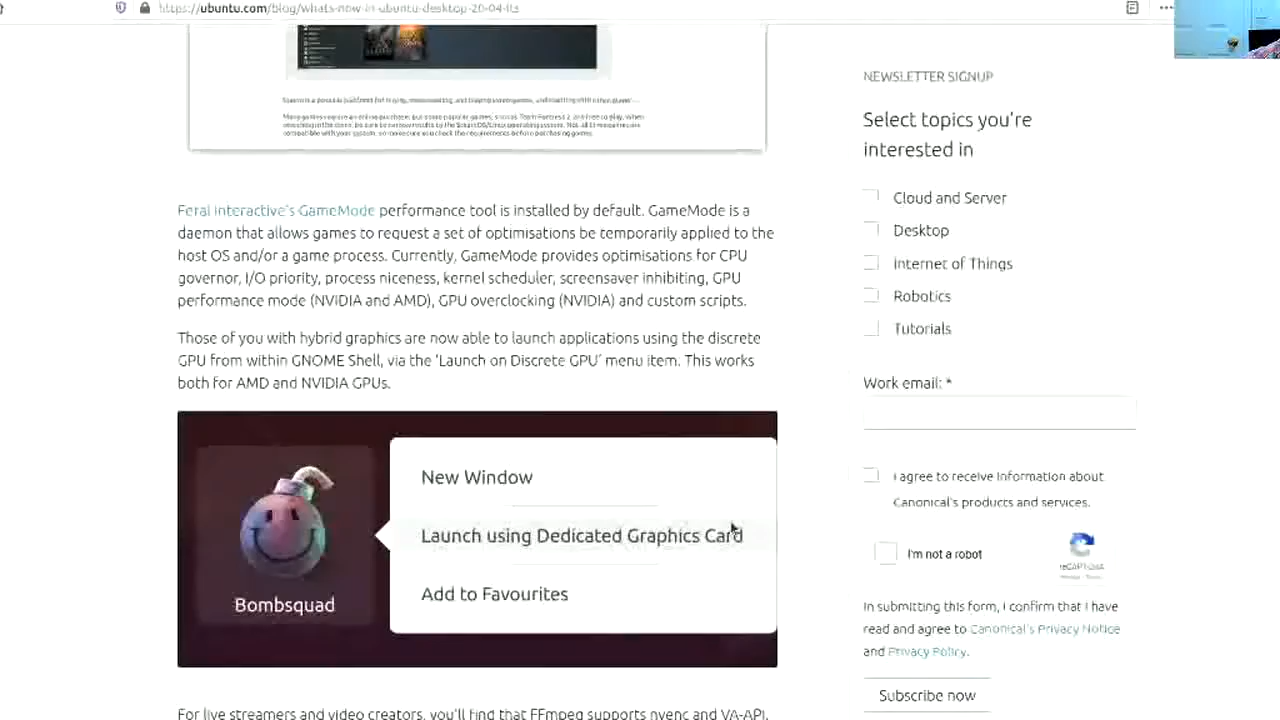 https://ubuntu.com/blog/whats-new-in-ubuntu-desktop-20-04-lts
Feral Interactive's GameMode performance tool is installed by default. GameMode is a
daemon that allows games to request a set of optimisations be temporarily applied to the
host OS and/or a game process. Currently, GameMode provides optimisations for CPU
governor, I/O priority, process niceness, kernel scheduler, screensaver inhibiting, GPU
performance mode (NVIDIA and AMD), GPU overclocking (NVIDIA) and custom scripts.
Those of you with hybrid graphics are now able to launch applications using the discrete
GPU from within GNOME Shell, via the 'Launch on Discrete GPU' menu item. This works
both for AMD and NVIDIA GPUs.
New Window
Launch using Dedicated Graphics Card
Add to Favourites
Bombsquad
For live streamers and video creators, you'll find that FFmpeg supports nvenc and VA-API,
NEWSLETTER SIGNUP
Select topics you're
interested in
Cloud and Server
Desktop
Internet of Things
Robotics
Tutorials
Work email: *
I agree to receive information about
Canonical's products and services.
I'm not a robot
reCAPTCHA
In submitting this form, I confirm that I have
read and agree to Canonical's Privacy Notice
and Privacy Policy.
Subscribe now